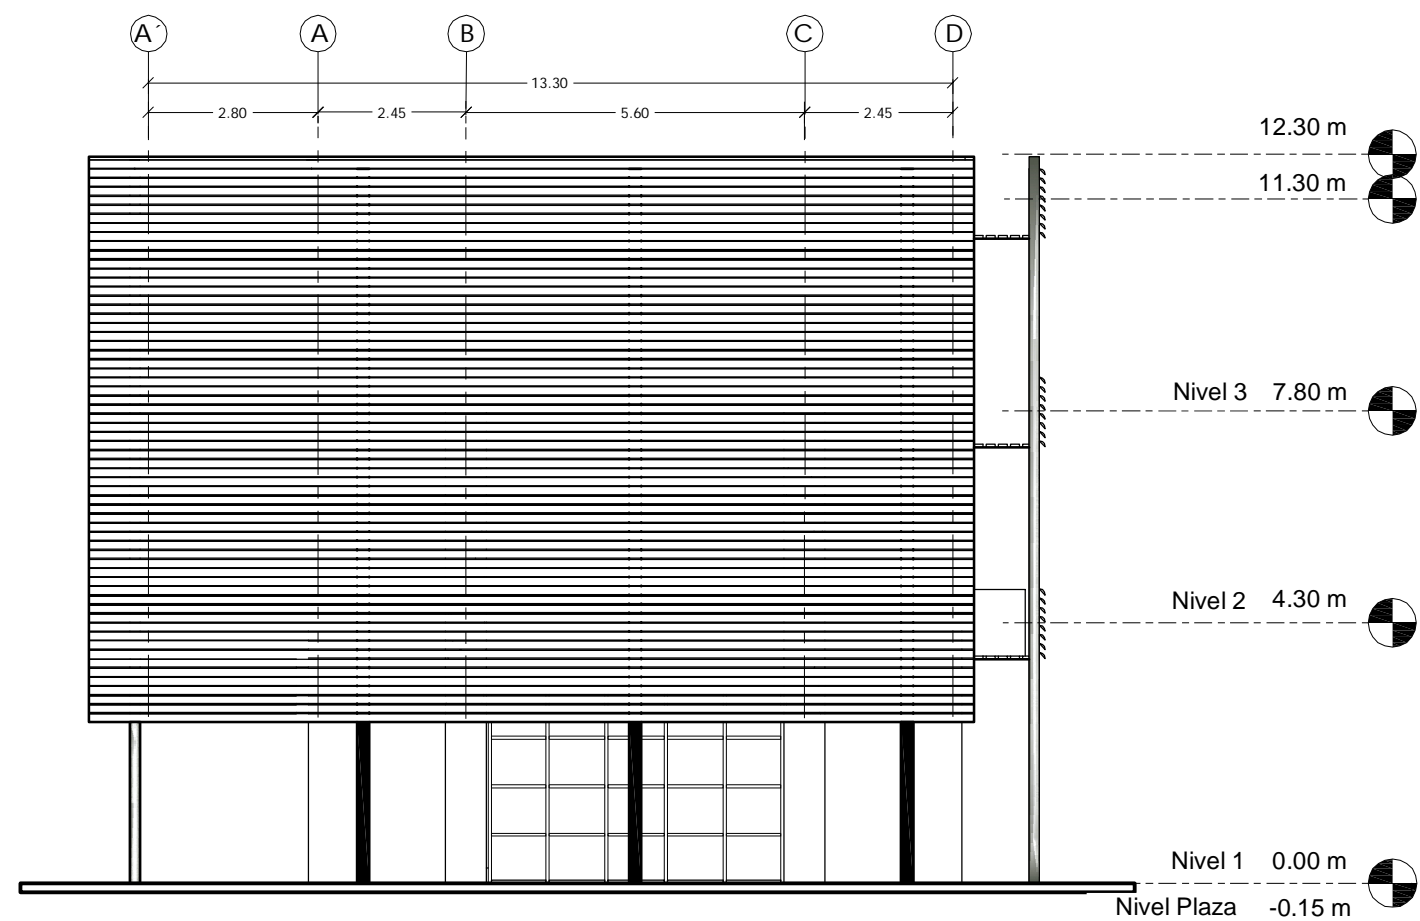 A´ A B C D
13.30
2.80 2.45 5.60 2.45
12.30 m
11.30 m
Nivel 3 7.80 m
Nivel 2 4.30 m
Nivel 1 0.00 m
Nivel Plaza -0.15 m